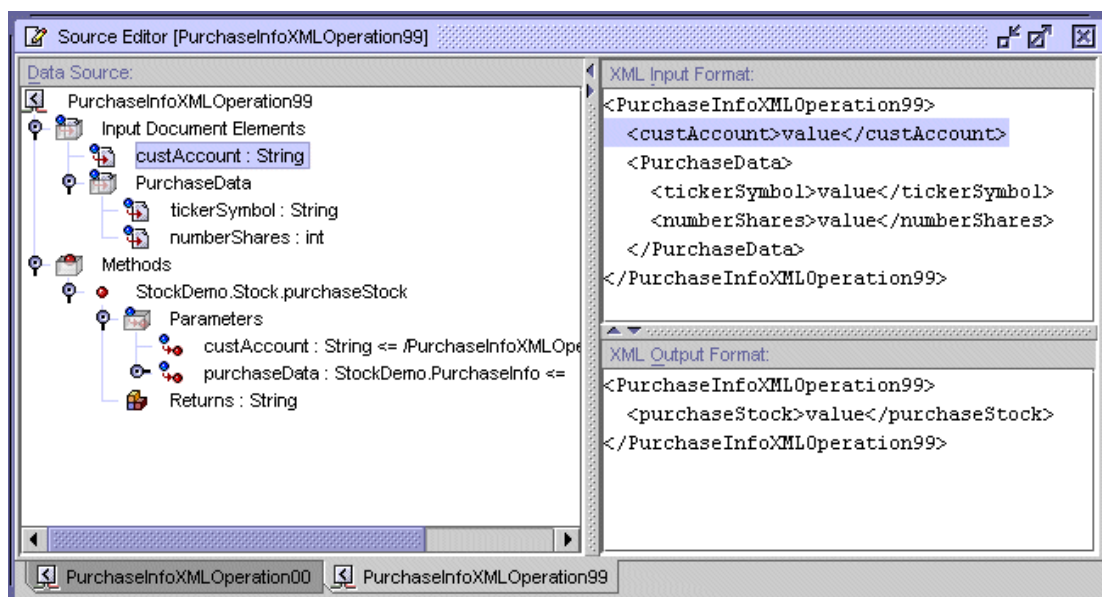 Source Editor [PurchaseInfoXMLOperation99]
Data Source:
PurchaseInfoXMLOperation99
Input Document Elements
custAccount : String
PurchaseData
tickerSymbol : String
numberShares : int
Methods
StockDemo.Stock.purchaseStock
Parameters
custAccount : String <= /PurchaseInfoXMLOpe
purchaseData : StockDemo.PurchaseInfo <=
Returns : String
XML Input Format:
<PurchaseInfoXMLOperation99>
<custAccount>value</custAccount>
<PurchaseData>
<tickerSymbol>value</tickerSymbol>
<numberShares>value</numberShares>
</PurchaseData>
</PurchaseInfoXMLOperation99>
XML Output Format:
<PurchaseInfoXMLOperation99>
<purchaseStock>value</purchaseStock>
</PurchaseInfoXMLOperation99>
PurchaseInfoXMLOperation00
PurchaseInfoXMLOperation99